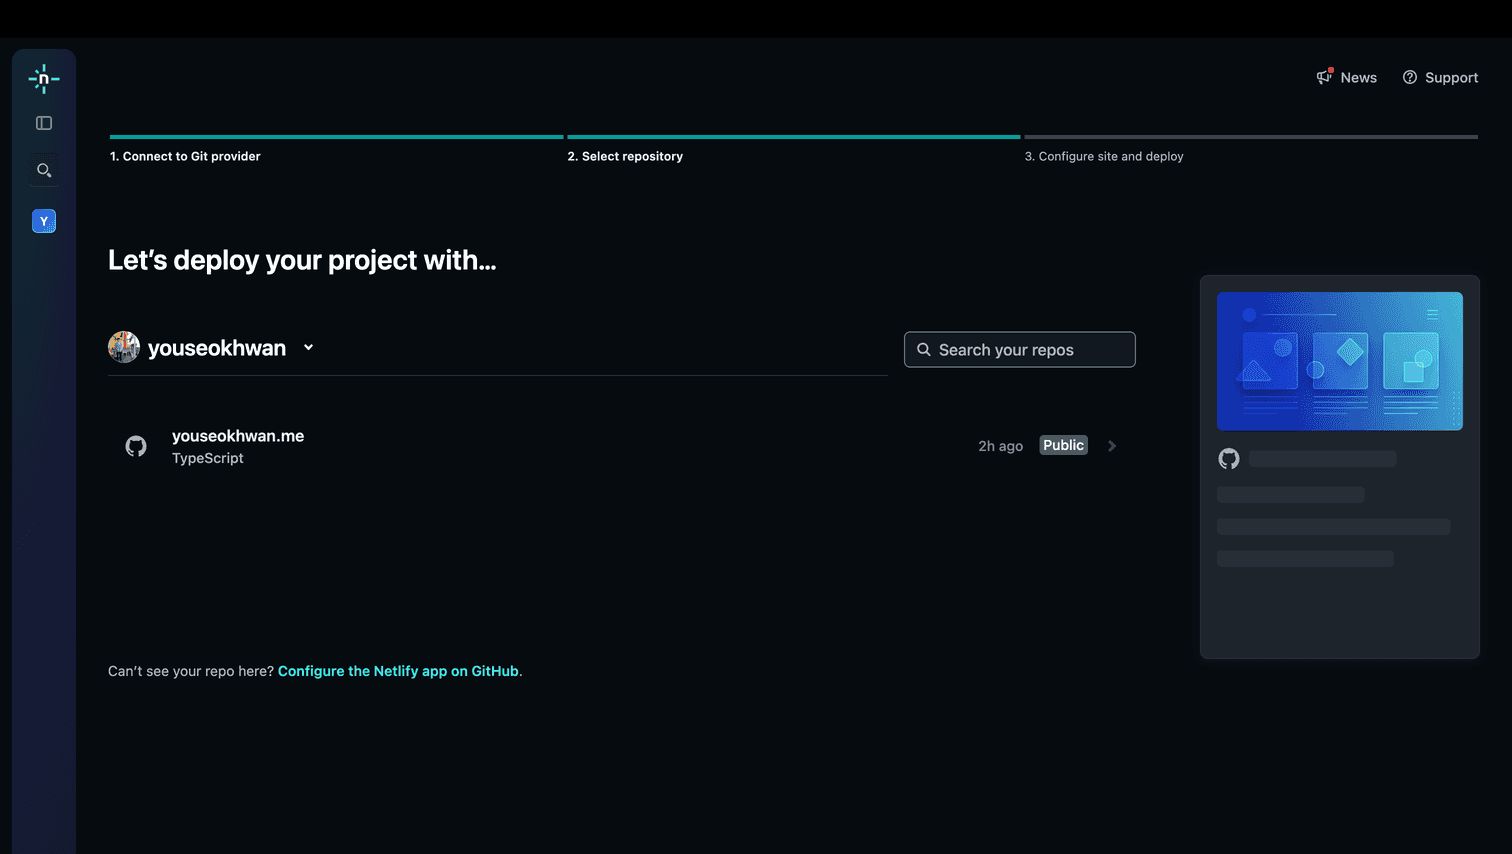 n
News
Support
1. Connect to Git provider
2. Select repository
3. Configure site and deploy
Y
Let’s deploy your project with…
youseokhwan
Search your repos
youseokhwan.me
TypeScript
2h ago
Public
Can’t see your repo here? Configure the Netlify app on GitHub.